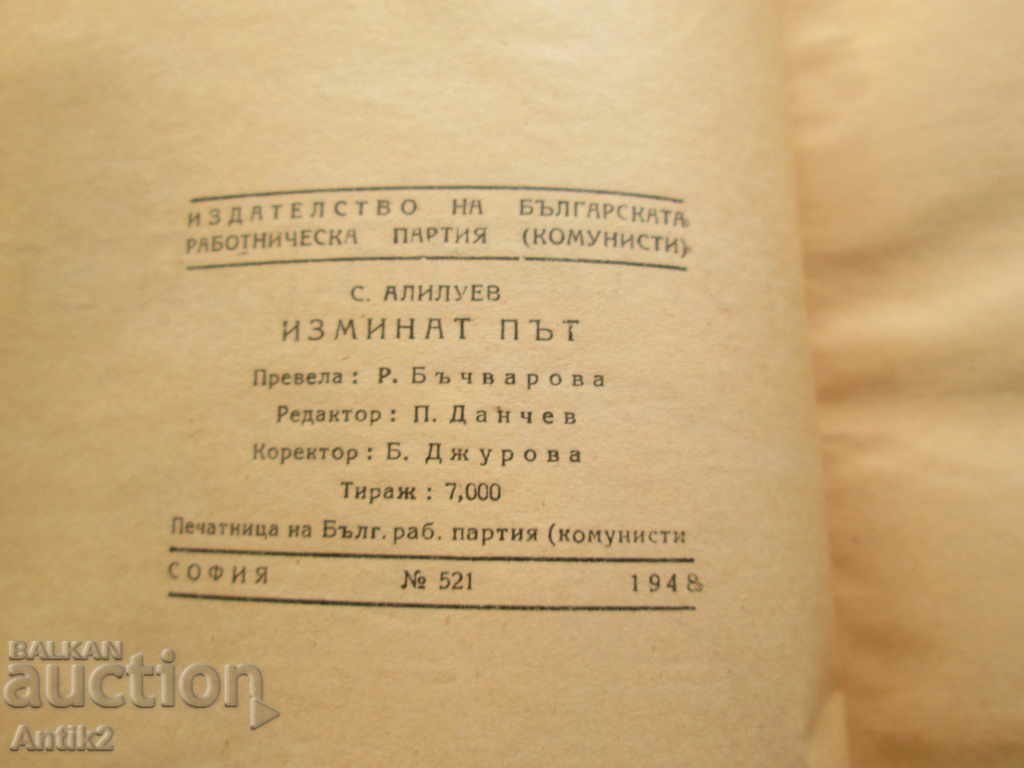 ИЗДАТЕЛСТВО НА БЪЛГАРСКАТА
РАБОТНИЧЕСКА ПАРТИЯ (КОМУНИСТИ)
С. АЛИЛУЕВ
ИЗМИНАТ ПЪТ
Превела: Р. Бъчварова
Редактор: П. Данчев
Коректор: Б. Джурова
Тираж: 7,000
Печатница на Бълг. раб. партия (комунисти
СОФИЯ № 521 1948
BALKAN
auction
Antik2